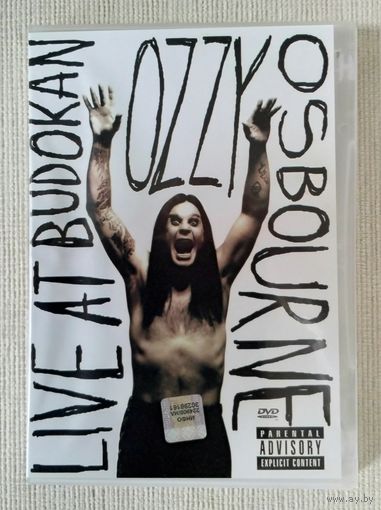 LIVE AT BUDOKAN
OZZY
OSBOURNE
DVD
PARENTAL
ADVISORY
EXPLICIT CONTENT
www.ay.by